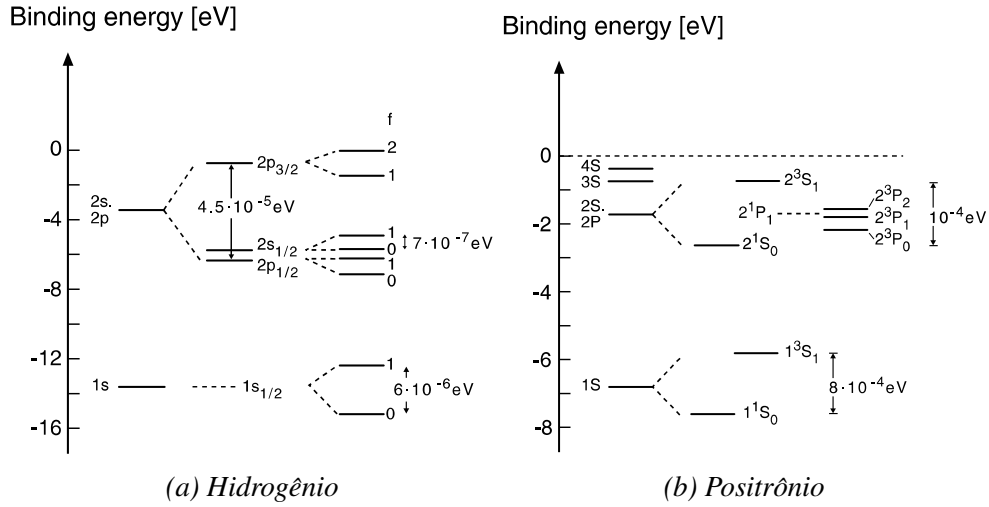 Binding energy [eV]
f
0
-4
-8
-12
-16
2s.
2p
1s
2p3/2
4.5·10⁻⁵eV
2s1/2
2p1/2
1s1/2
2
1
1
0
1
0
7·10⁻⁷eV
1
0
6·10⁻⁶eV
(a) Hidrogênio
Binding energy [eV]
0
-2
-4
-6
-8
4S
3S
2S.
2P
1S
2³S₁
2¹P₁
2¹S₀
2³P₂
2³P₁
2³P₀
10⁻⁴eV
1³S₁
1¹S₀
8·10⁻⁴eV
(b) Positrônio